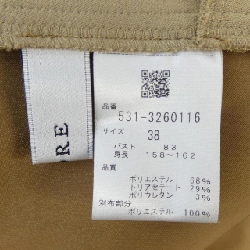 ORE
品番
531-3260116
サイズ
38
バスト 83
身長 158~162
品質
ポリエステル 68%
トリアセテート 29%
ポリウレタン 3%
別布部分
ポリエステル 100%